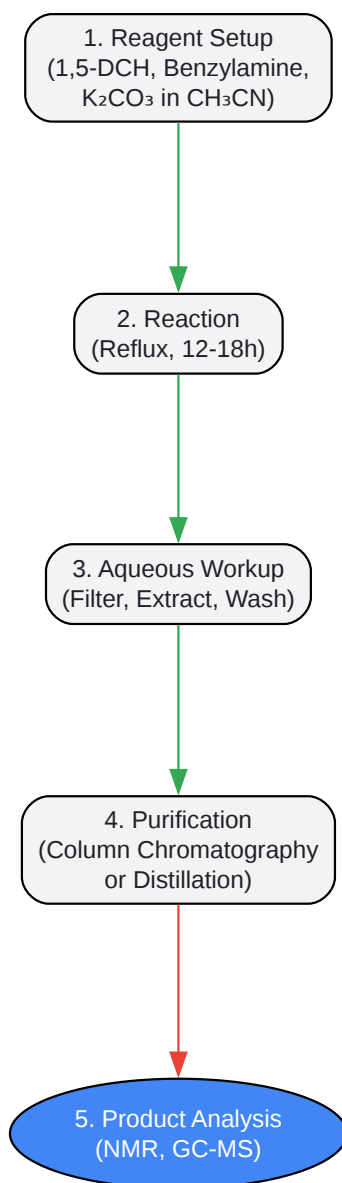 1. Reagent Setup
(1,5-DCH, Benzylamine,
K₂CO₃ in CH₃CN)
2. Reaction
(Reflux, 12-18h)
3. Aqueous Workup
(Filter, Extract, Wash)
4. Purification
(Column Chromatography
or Distillation)
5. Product Analysis
(NMR, GC-MS)